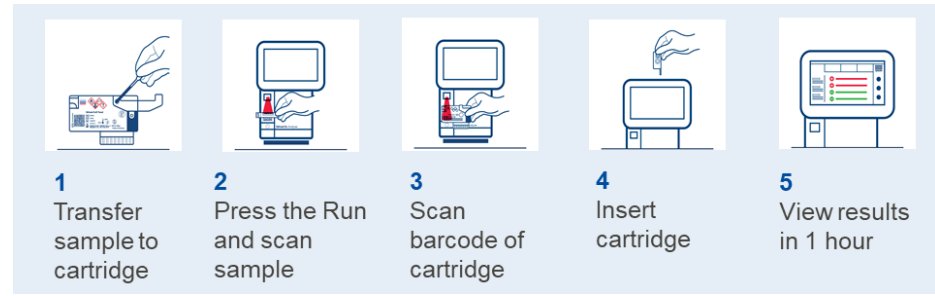 1
Transfer
sample to
cartridge
2
Press the Run
and scan
sample
3
Scan
barcode of
cartridge
4
Insert
cartridge
5
View results
in 1 hour